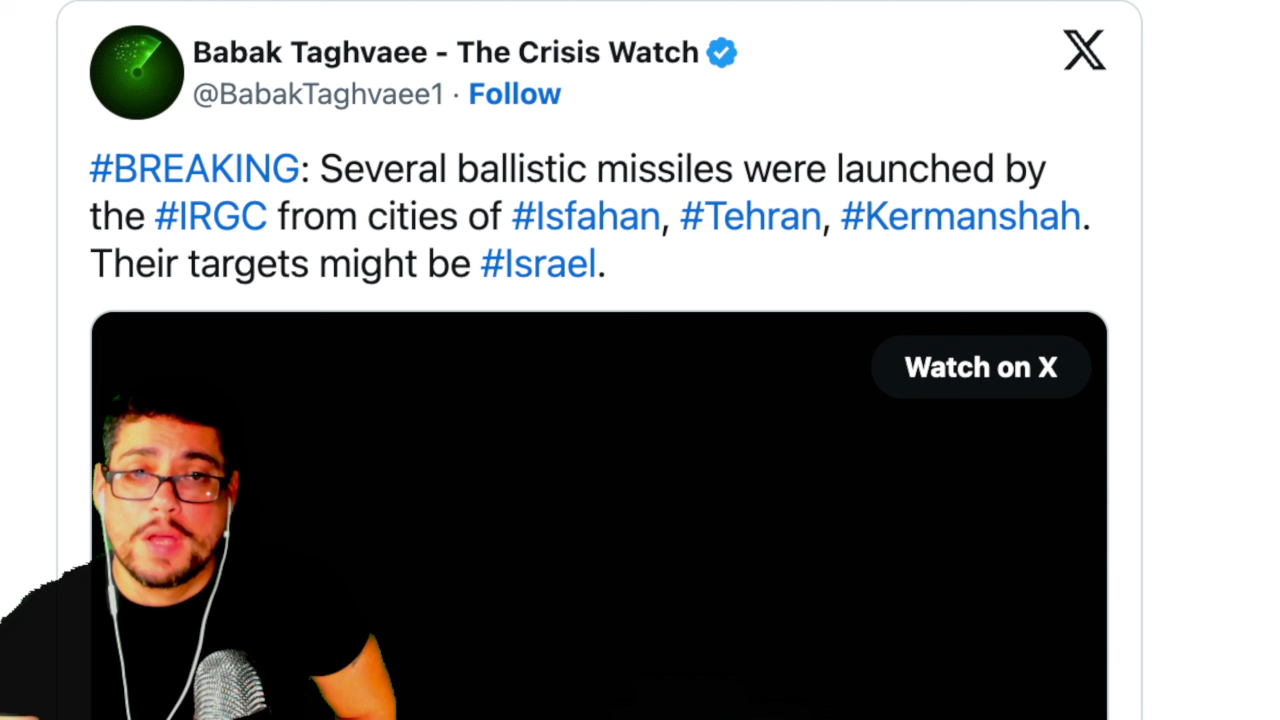 Babak Taghvaee - The Crisis Watch
@BabakTaghvaee1 · Follow
#BREAKING: Several ballistic missiles were launched by
the #IRGC from cities of #Isfahan, #Tehran, #Kermanshah.
Their targets might be #Israel.
Watch on X